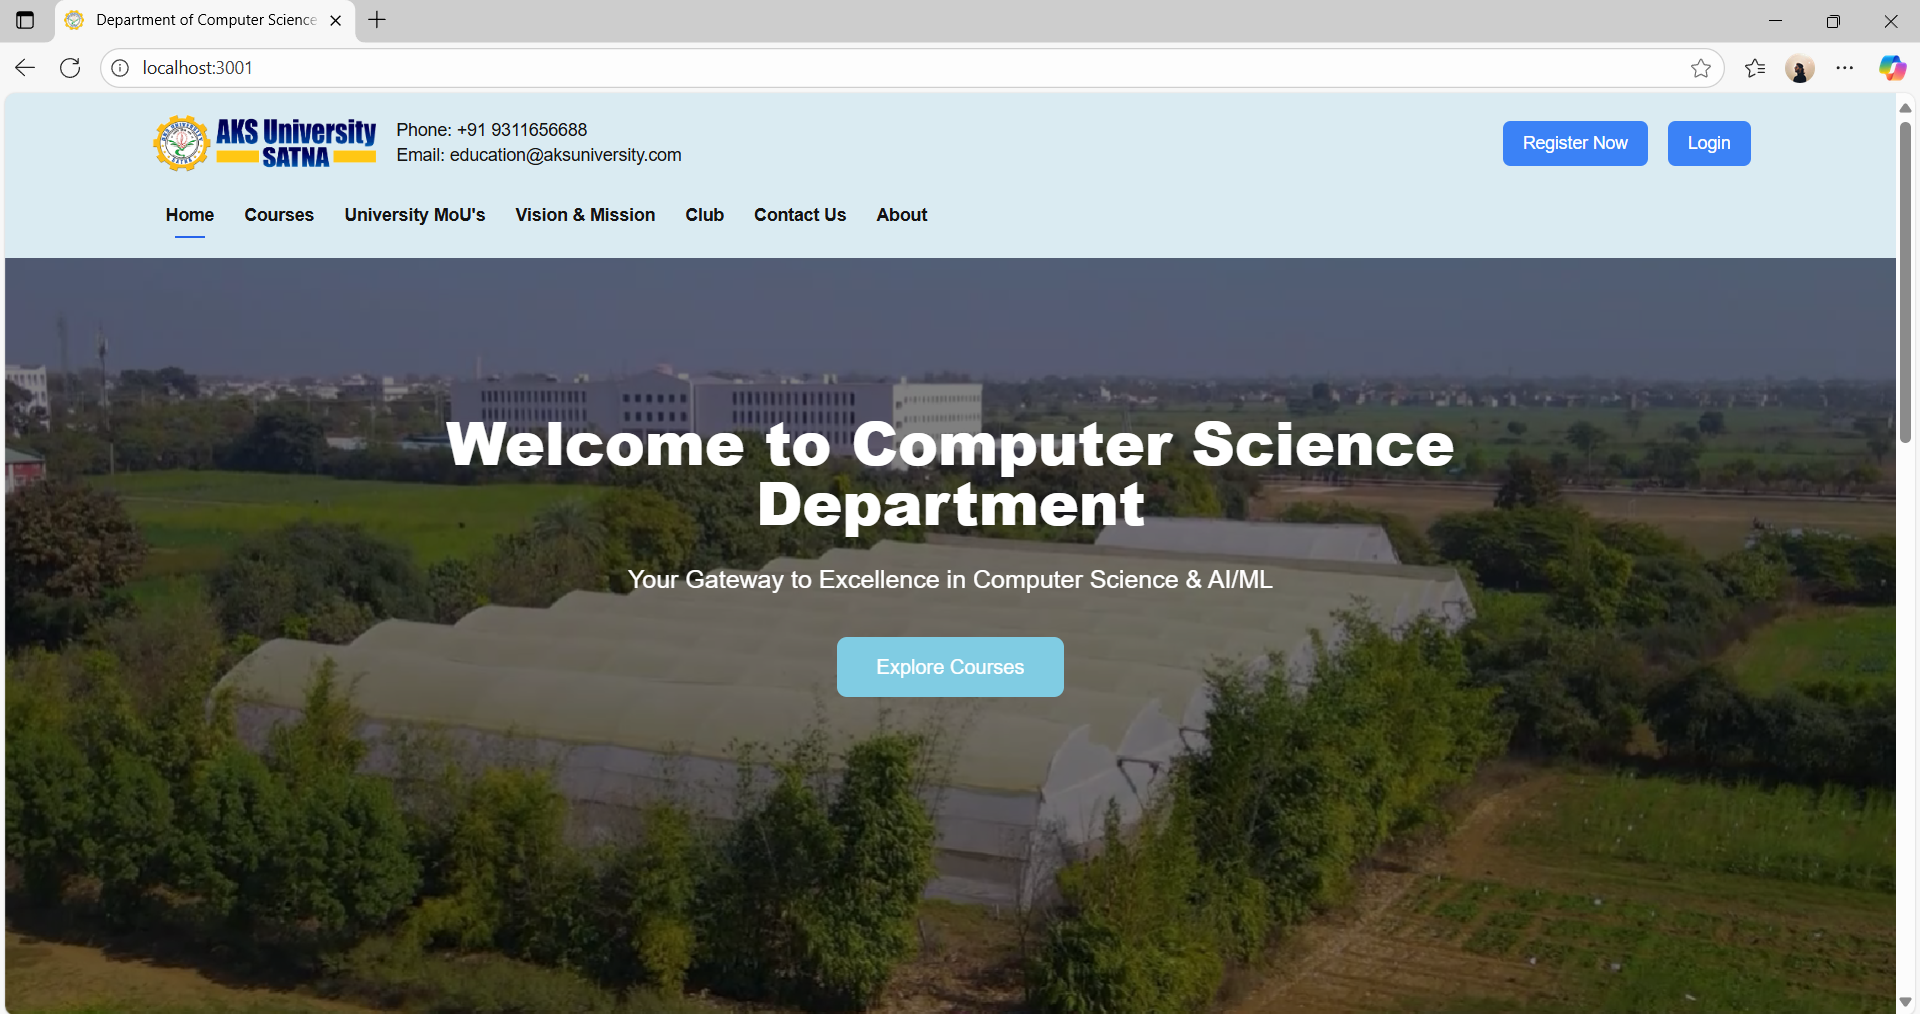 Department of Computer Science
localhost:3001
AKS University
SATNA
Phone: +91 9311656688
Email: education@aksuniversity.com
Register Now
Login
Home
Courses
University MoU's
Vision & Mission
Club
Contact Us
About
Welcome to Computer Science
Department
Your Gateway to Excellence in Computer Science & AI/ML
Explore Courses